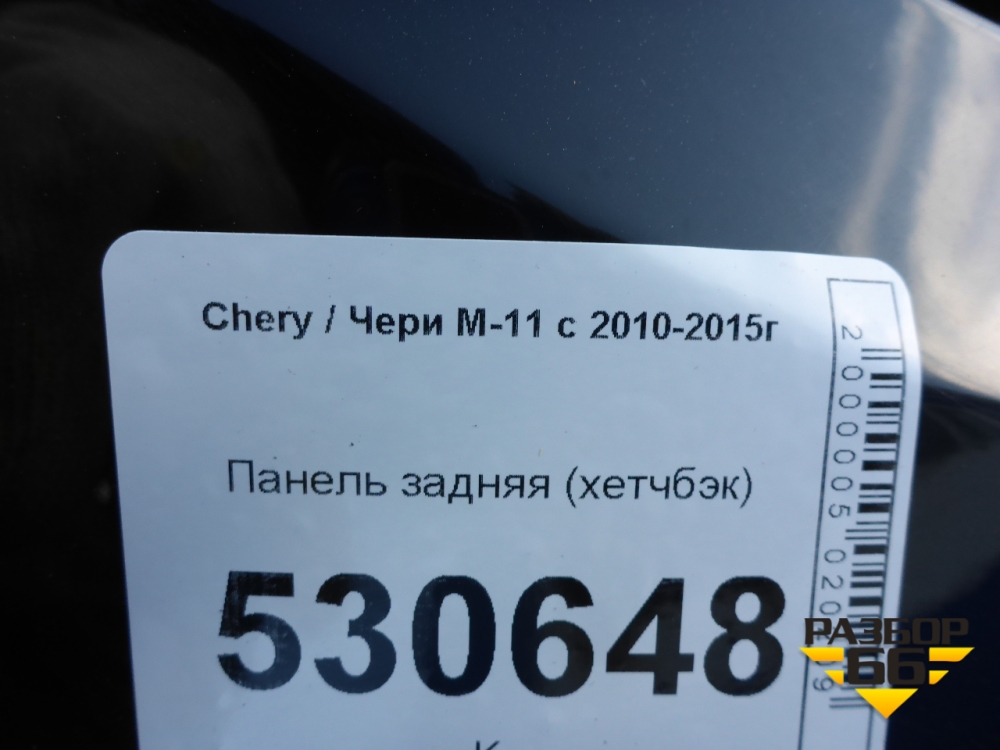 Chery / Чери М-11 с 2010-2015г
Панель задняя (хетчбэк)
530648
РАЗБОР
66